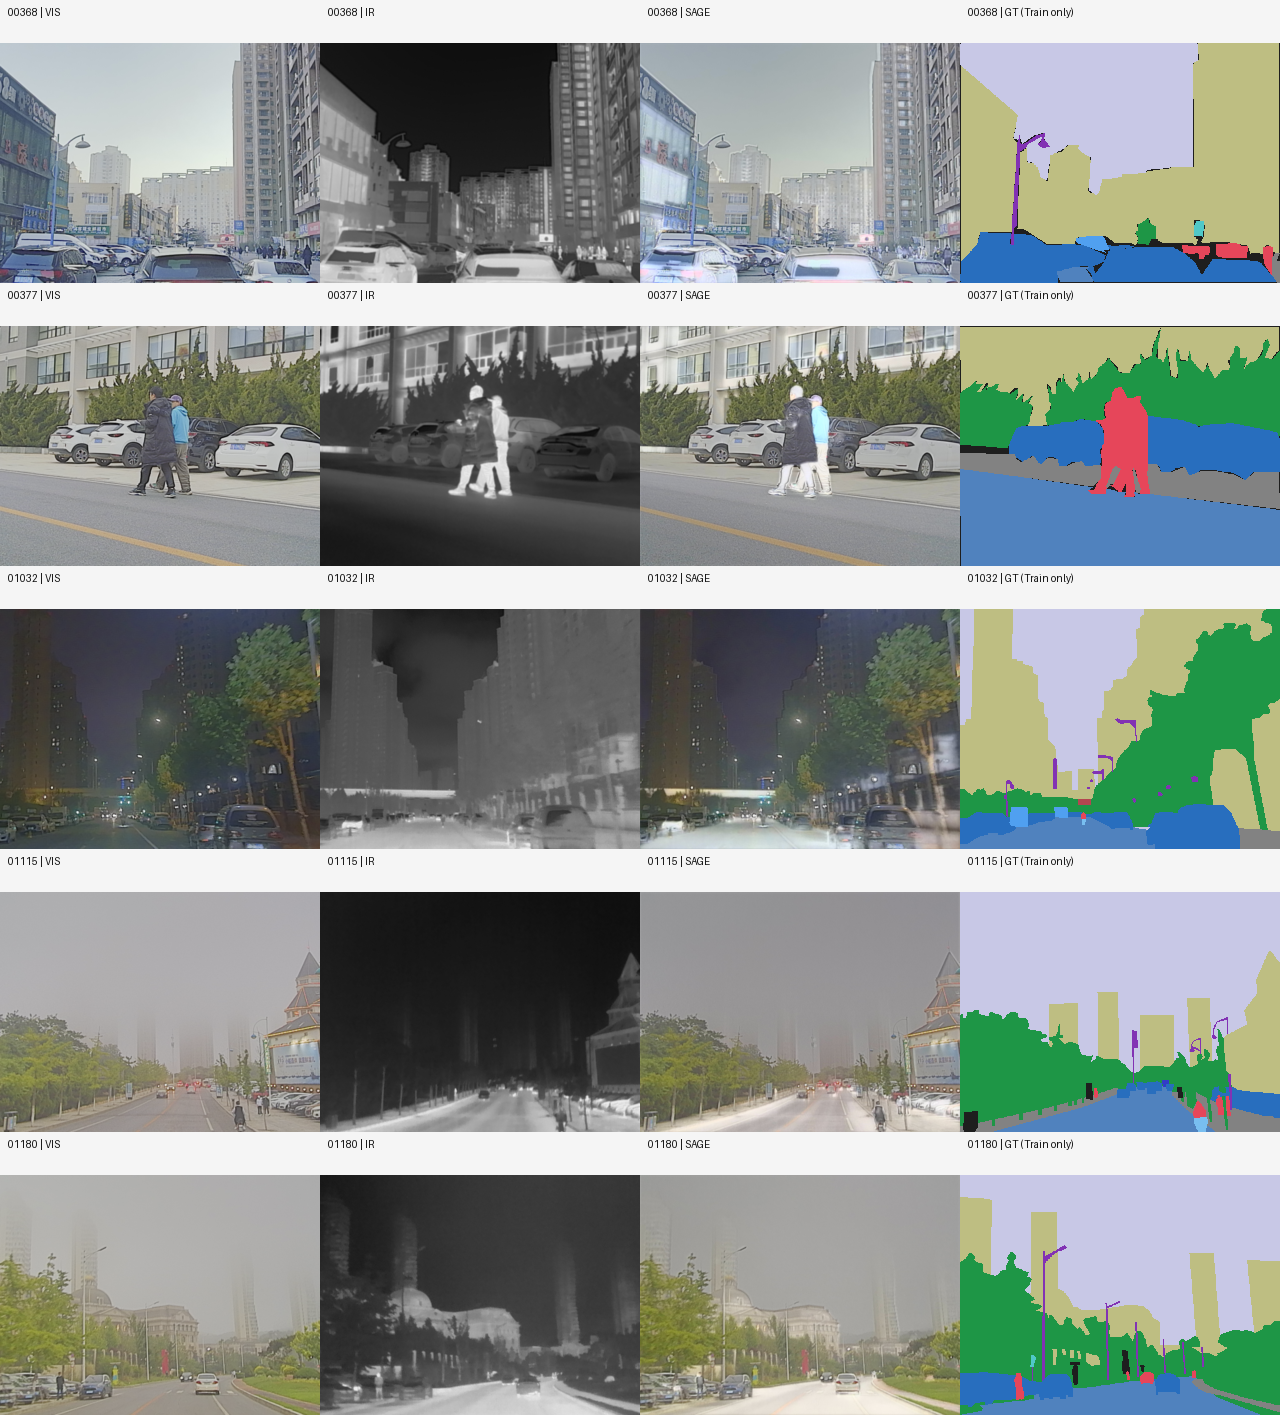 00368 | VIS 00368 | IR 00368 | SAGE 00368 | GT (Train only)
00377 | VIS 00377 | IR 00377 | SAGE 00377 | GT (Train only)
01032 | VIS 01032 | IR 01032 | SAGE 01032 | GT (Train only)
01115 | VIS 01115 | IR 01115 | SAGE 01115 | GT (Train only)
01180 | VIS 01180 | IR 01180 | SAGE 01180 | GT (Train only)